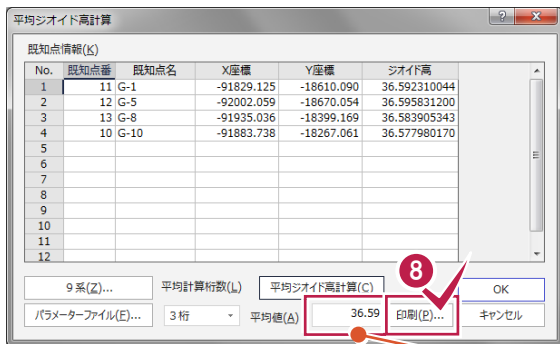 平均ジオイド高計算
既知点情報(K)
No. 既知点番 既知点名 X座標 Y座標 ジオイド高
1 11 G-1 -91829.125 -18610.090 36.592310044
2 12 G-5 -92002.059 -18670.054 36.595831200
3 13 G-8 -91935.036 -18399.169 36.583905343
4 10 G-10 -91883.738 -18267.061 36.577980170
5
6
7
8
9
10
11
12
8
9系(Z)... 平均計算桁数(L) 平均ジオイド高計算(C) OK
パラメーターファイル(F)... 3桁 平均値(A) 36.59 印刷(P)... キャンセル